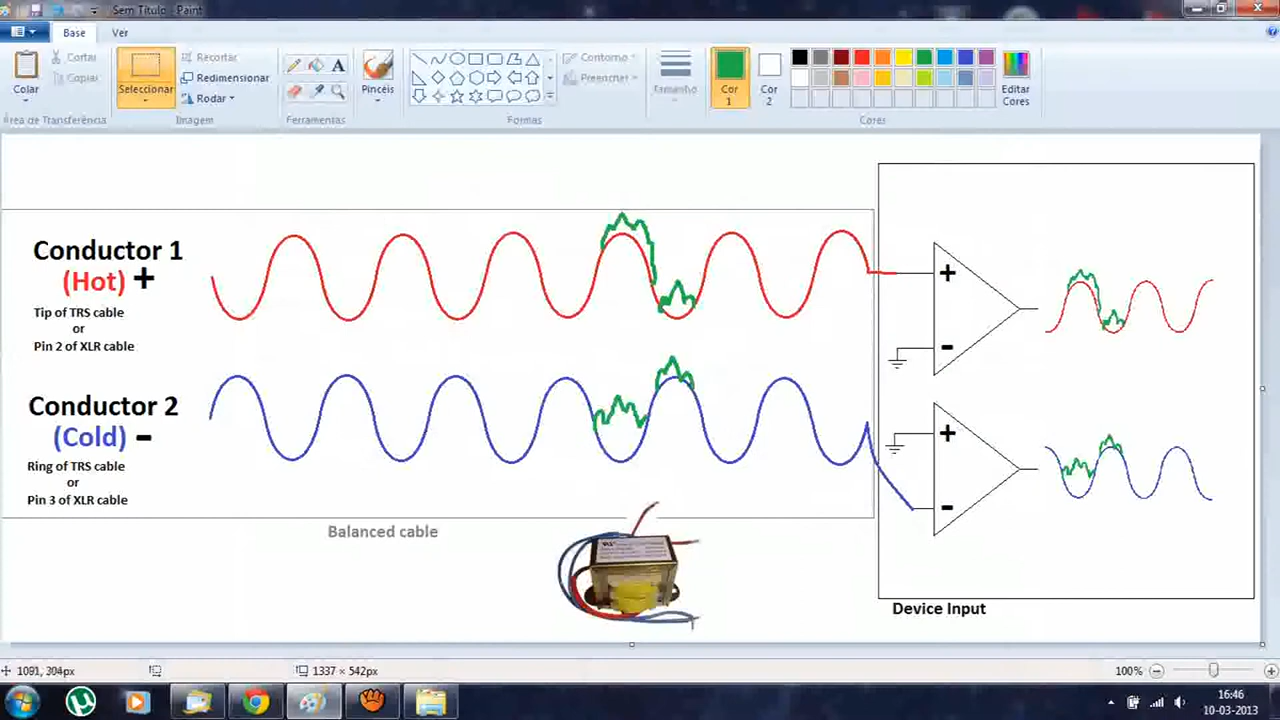 Sem Título - Paint
Base
Ver
Colar
Cortar
Copiar
Área de Transferência
Seleccionar
Recortar
Redimensionar
Rodar
Imagem
A
Ferramentas
Pincéis
Contorno
Preencher
Formas
Tamanho
Cor
1
Cor
2
Editar
Cores
Cores
Conductor 1
(Hot) +
Tip of TRS cable
or
Pin 2 of XLR cable
Conductor 2
(Cold) -
Ring of TRS cable
or
Pin 3 of XLR cable
Balanced cable
+
-
+
-
Device Input
1091, 304px
1337 × 542px
100%
16:46
10-03-2013